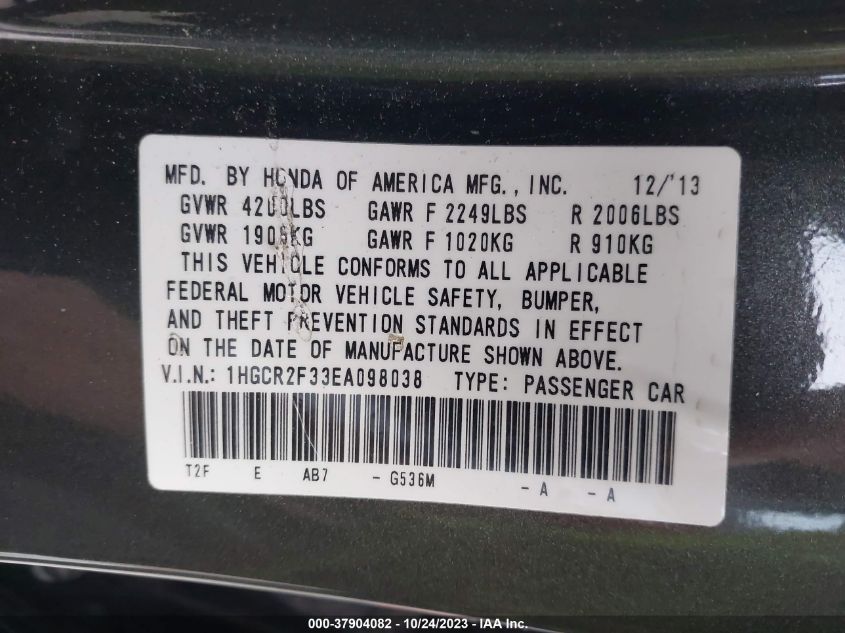 MFD. BY HONDA OF AMERICA MFG., INC. 12/'13
GVWR 4200LBS GAWR F 2249LBS R 2006LBS
GVWR 1906KG GAWR F 1020KG R 910KG
THIS VEHICLE CONFORMS TO ALL APPLICABLE
FEDERAL MOTOR VEHICLE SAFETY, BUMPER,
AND THEFT PREVENTION STANDARDS IN EFFECT
ON THE DATE OF MANUFACTURE SHOWN ABOVE.
V.I.N.: 1HGCR2F33EA098038 TYPE: PASSENGER CAR
T2F E AB7 - G536M - A - A
000-37904082 - 10/24/2023 - IAAI.com